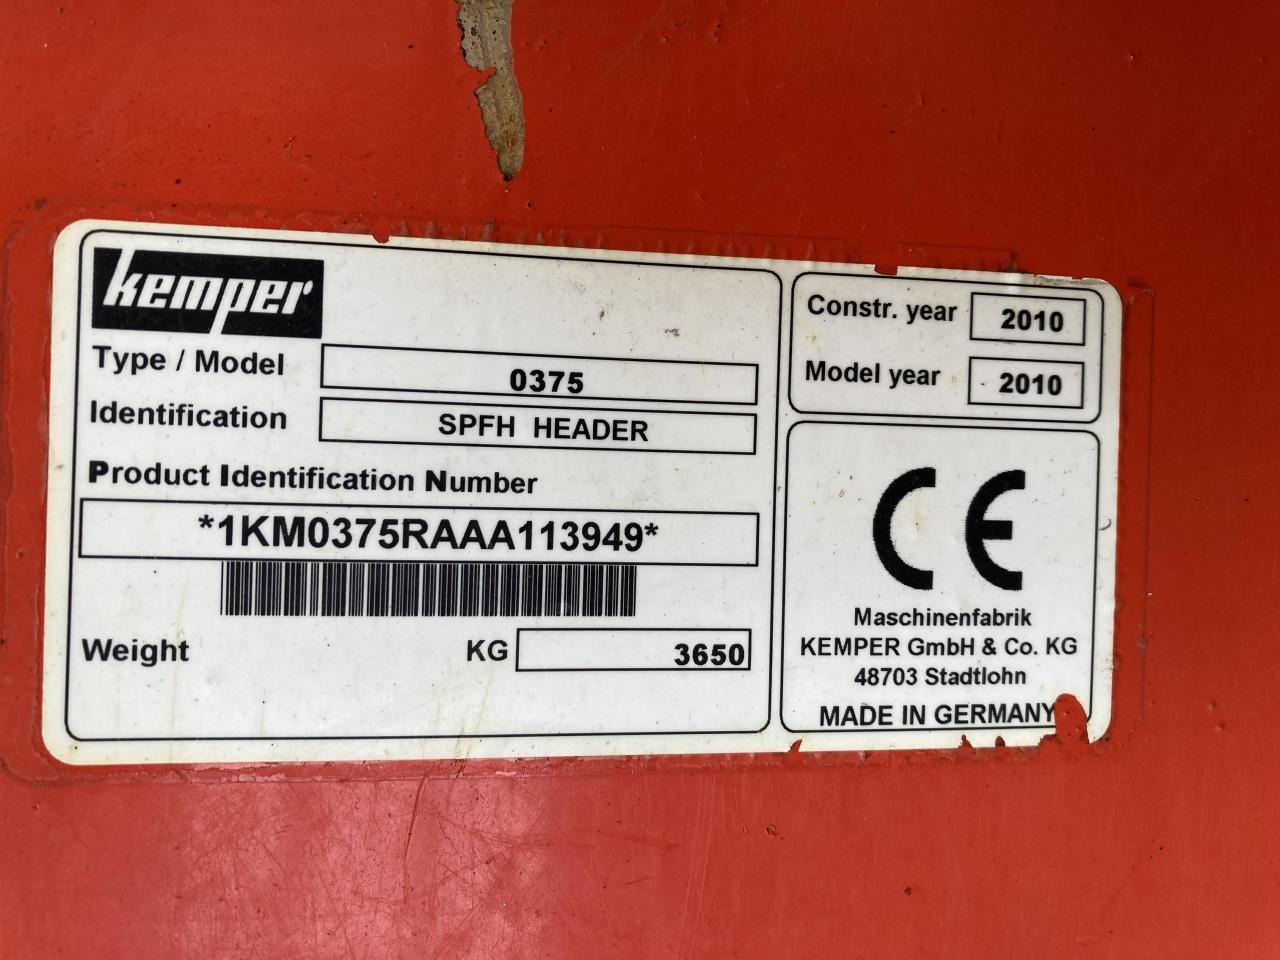 kemper
Type / Model 0375
Identification SPFH HEADER
Product Identification Number
*1KM0375RAAA113949*
Weight KG 3650
Constr. year 2010
Model year 2010
CE
Maschinenfabrik
KEMPER GmbH & Co. KG
48703 Stadtlohn
MADE IN GERMANY